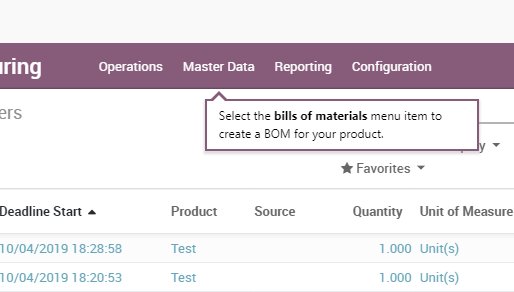 uring Operations Master Data Reporting Configuration
Select the bills of materials menu item to
create a BOM for your product.
ers
Favorites
Deadline Start Product Source Quantity Unit of Measure
10/04/2019 18:28:58 Test 1.000 Unit(s)
10/04/2019 18:20:53 Test 1.000 Unit(s)